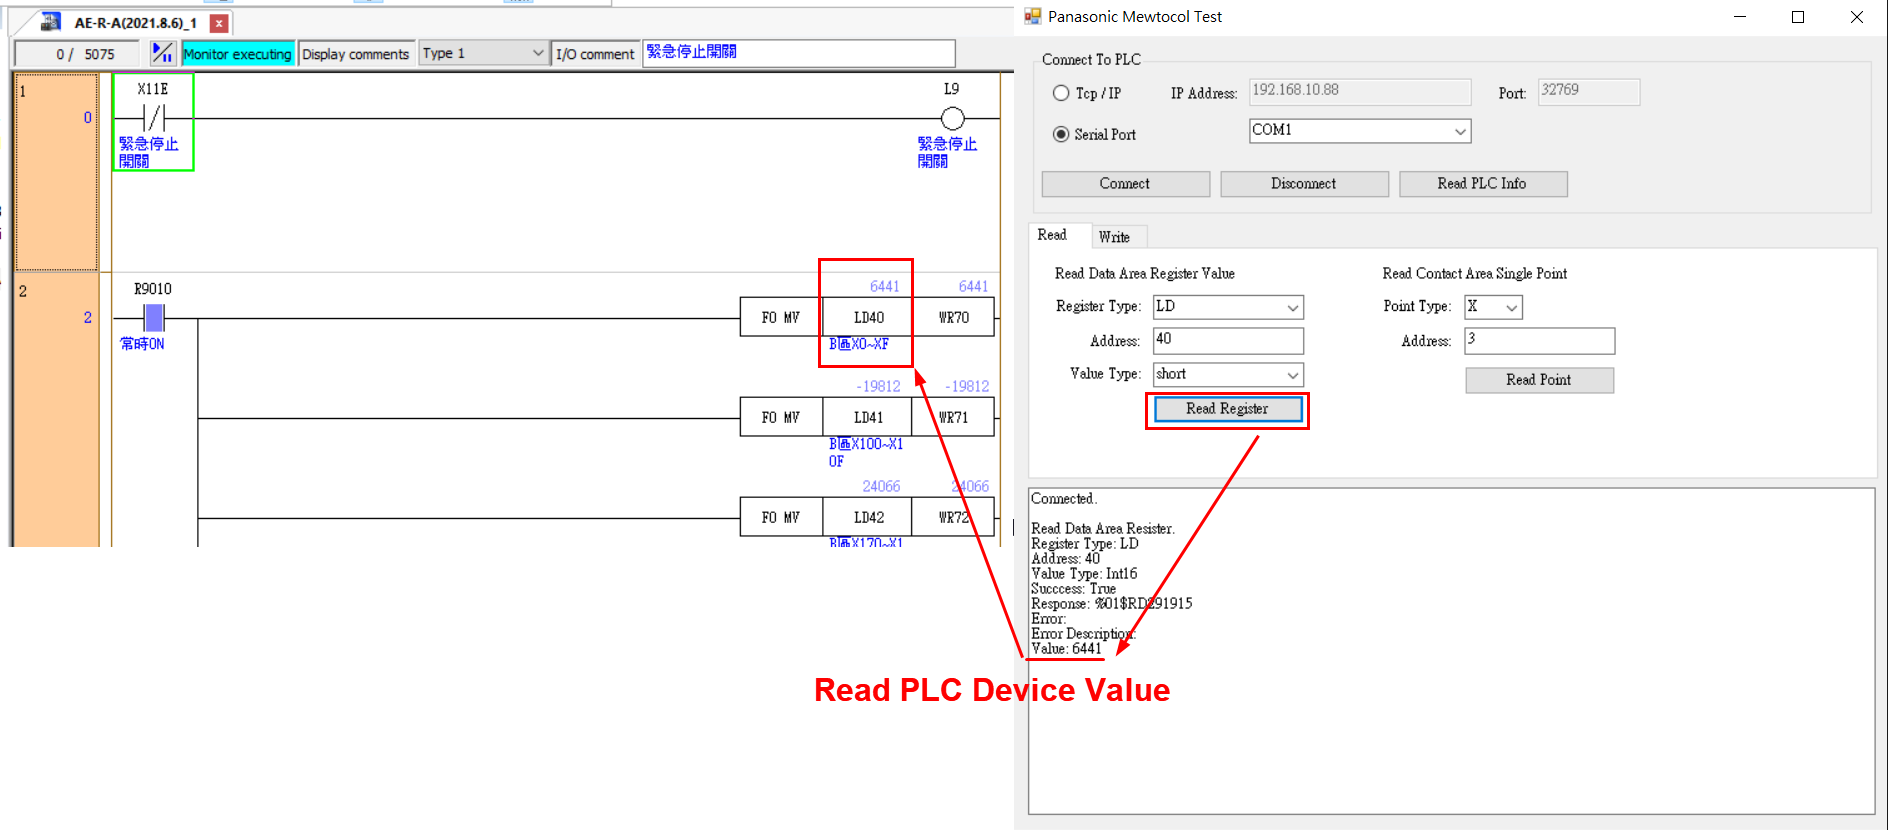 AE-R-A(2021.8.6)_1
0 / 5075
Monitor executing
Display comments
Type 1
I/O comment
緊急停止開關
1
0
X11E
緊急停止
開關
L9
緊急停止
開關
2
2
R9010
常時ON
6441
6441
F0 MV
LD40
WR70
B區X0~XF
-19812
-19812
F0 MV
LD41
WR71
B區X100~X1
0F
24066
24066
F0 MV
LD42
WR72
B區X170~X1
Panasonic Mewtocol Test
Connect To PLC
Tcp / IP
IP Address:
192.168.10.88
Port:
32769
Serial Port
COM1
Connect
Disconnect
Read PLC Info
Read
Write
Read Data Area Register Value
Register Type:
LD
Address:
40
Value Type:
short
Read Register
Read Contact Area Single Point
Point Type:
X
Address:
3
Read Point
Connected.
Read Data Area Resister.
Register Type: LD
Address: 40
Value Type: Int16
Succcess: True
Response: %01$RD291915
Error:
Error Description:
Value: 6441
Read PLC Device Value